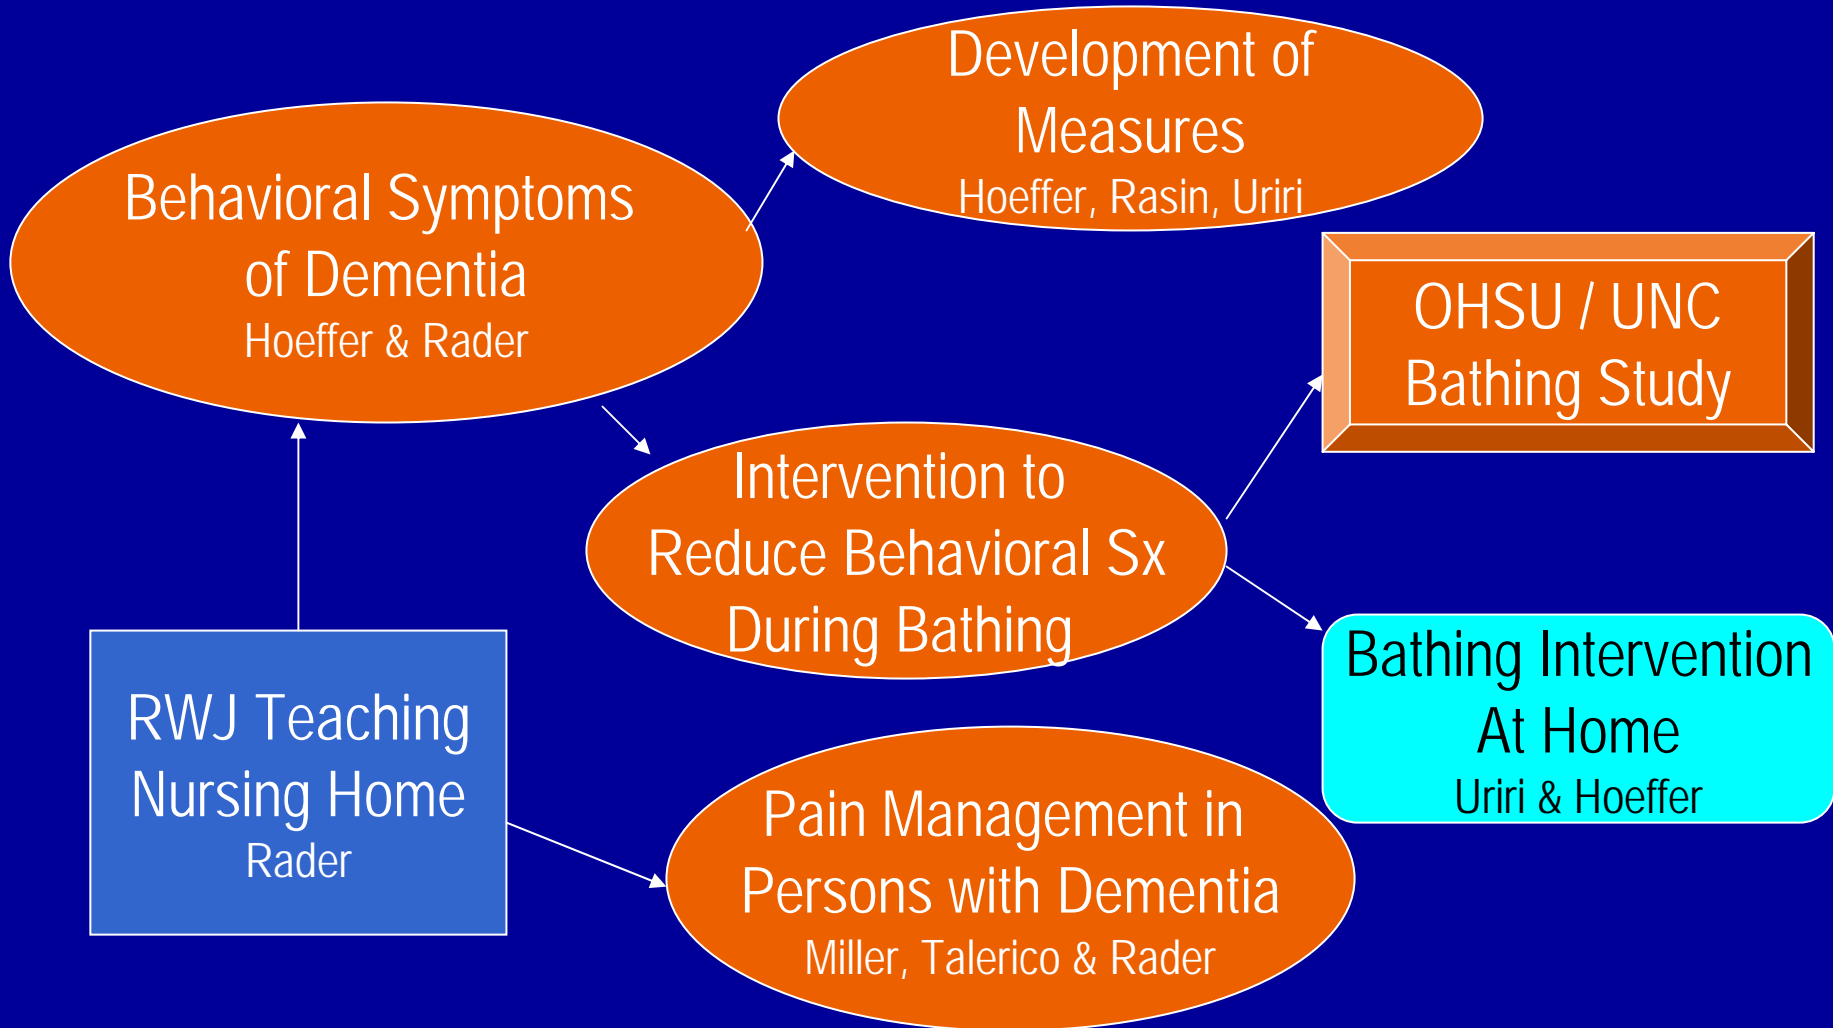 Development of
Measures
Hoeffer, Rasin, Uriri
Behavioral Symptoms
of Dementia
Hoeffer & Rader
OHSU / UNC
Bathing Study
Intervention to
Reduce Behavioral Sx
During Bathing
Bathing Intervention
At Home
Uriri & Hoeffer
RWJ Teaching
Nursing Home
Rader
Pain Management in
Persons with Dementia
Miller, Talerico & Rader